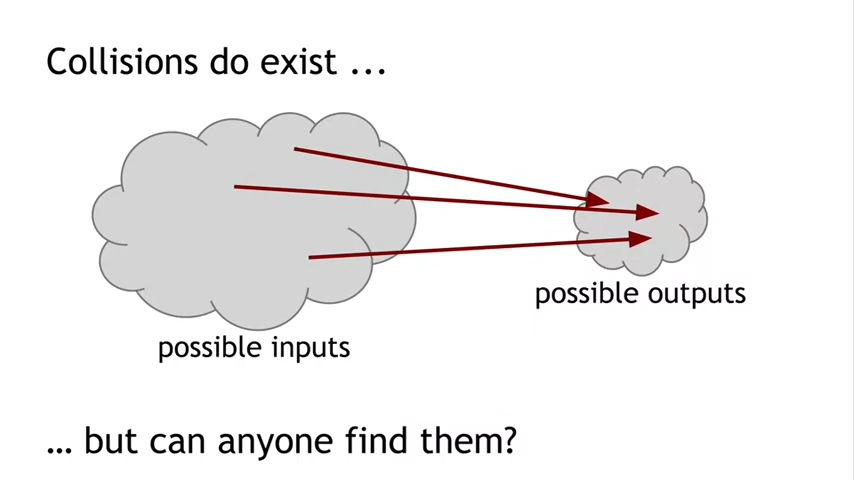 Collisions do exist ...
possible outputs
possible inputs
... but can anyone find them?